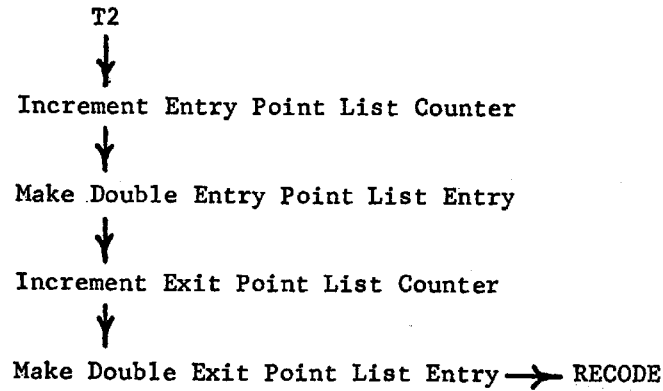 T2
Increment Entry Point List Counter
Make Double Entry Point List Entry
Increment Exit Point List Counter
Make Double Exit Point List Entry → RECODE